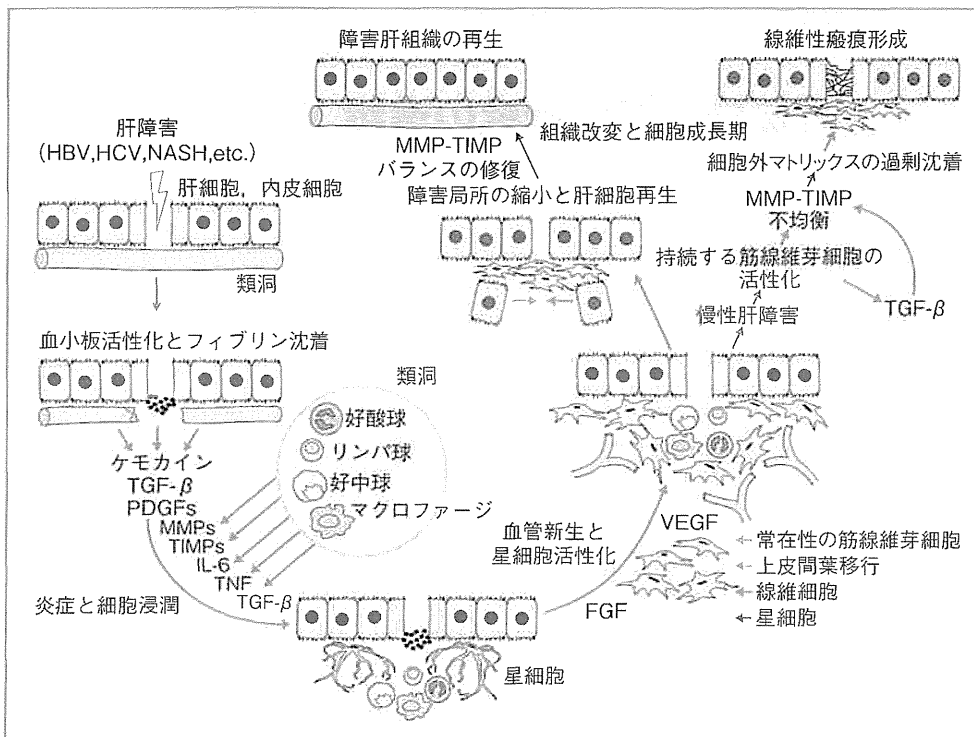 障害肝組織の再生
線維性瘢痕形成
肝障害
(HBV,HCV,NASH,etc.)
肝細胞，内皮細胞
類洞
MMP-TIMP
バランスの修復
組織改変と細胞成長期
障害局所の縮小と肝細胞再生
細胞外マトリックスの過剰沈着
MMP-TIMP
不均衡
持続する筋線維芽細胞の
活性化
TGF-β
慢性肝障害
血小板活性化とフィブリン沈着
類洞
好酸球
リンパ球
好中球
マクロファージ
ケモカイン
TGF-β
PDGFs
MMPs
TIMPs
IL-6
TNF
TGF-β
炎症と細胞浸潤
星細胞
血管新生と
星細胞活性化
VEGF
FGF
常在性の筋線維芽細胞
上皮間葉移行
線維細胞
星細胞